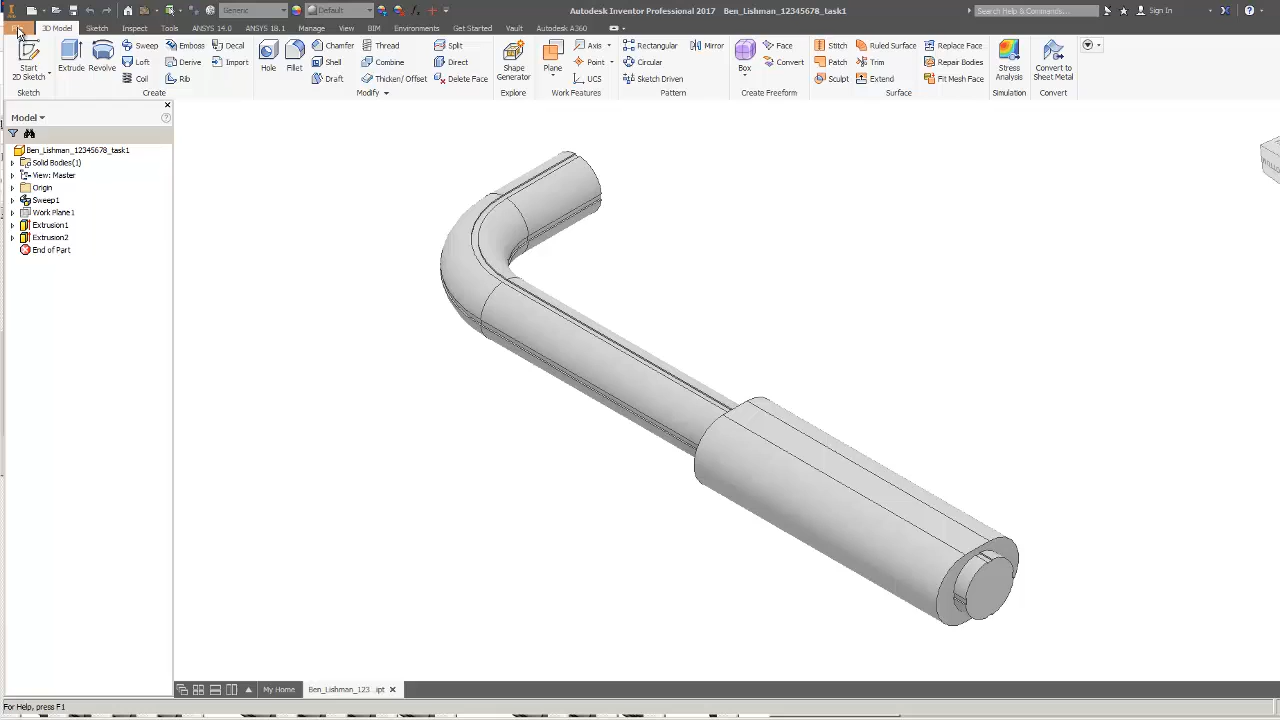 Generic
Default
Autodesk Inventor Professional 2017 Ben_Lishman_12345678_task1
Search Help & Commands...
Sign In
3D Model Sketch Inspect Tools ANSYS 14.0 ANSYS 18.1 Manage View BIM Environments Get Started Vault Autodesk A360
Start
2D Sketch
Extrude
Revolve
Sweep
Loft
Coil
Emboss
Derive
Rib
Decal
Import
Hole
Fillet
Chamfer
Shell
Draft
Thread
Combine
Thicken/ Offset
Split
Direct
Delete Face
Shape
Generator
Plane
Axis
Point
UCS
Rectangular
Circular
Sketch Driven
Mirror
Box
Face
Convert
Stitch
Patch
Sculpt
Ruled Surface
Trim
Extend
Replace Face
Repair Bodies
Fit Mesh Face
Stress
Analysis
Convert to
Sheet Metal
Sketch Create Modify Explore Work Features Pattern Create Freeform Surface Simulation Convert
Model
Ben_Lishman_12345678_task1
Solid Bodies(1)
View: Master
Origin
Sweep1
Work Plane1
Extrusion1
Extrusion2
End of Part
My Home
Ben_Lishman_123...ipt
For Help, press F1